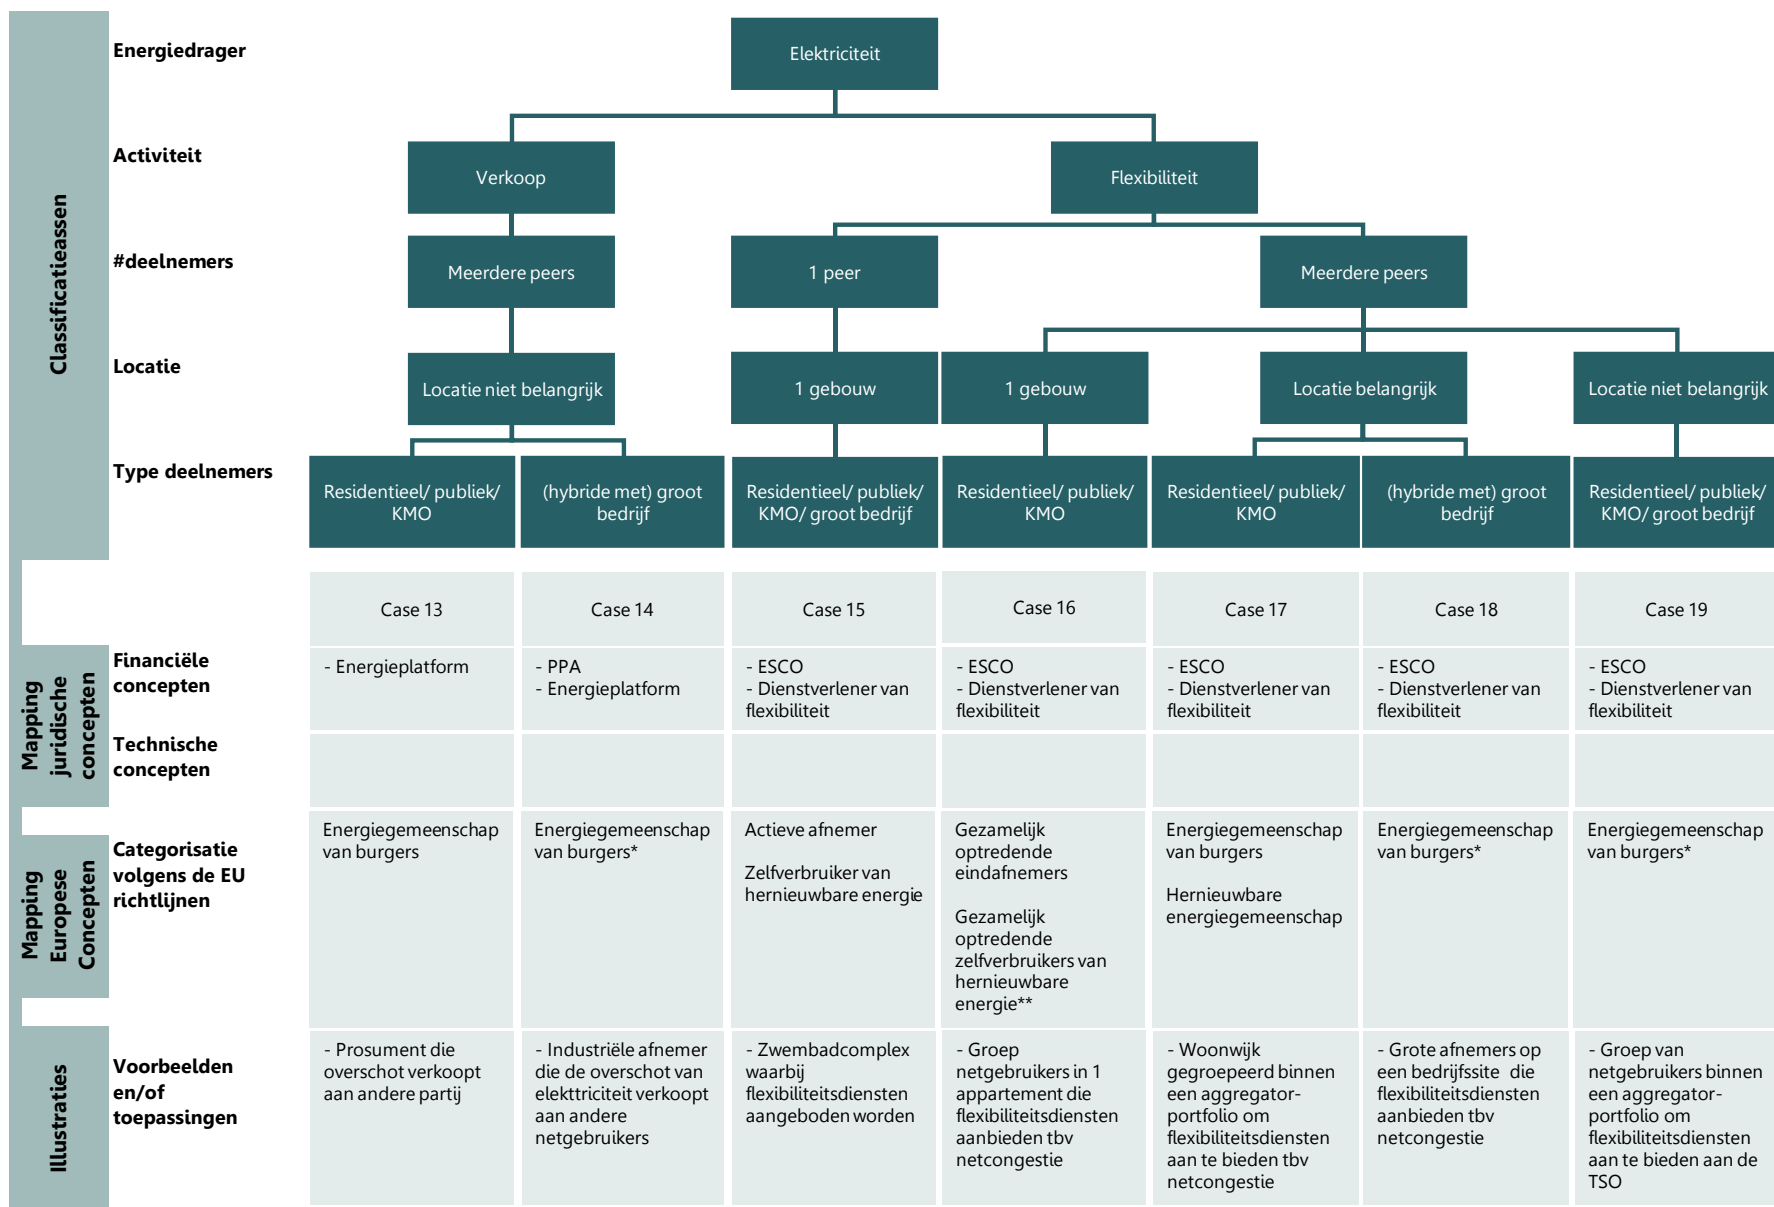 Energiedrager
Elektriciteit
Activiteit
Verkoop
Flexibiliteit
#deelnemers
Meerdere peers
1 peer
Meerdere peers
Locatie
Locatie niet belangrijk
1 gebouw
1 gebouw
Locatie belangrijk
Locatie niet belangrijk
Type deelnemers
Residentieel/ publiek/
KMO
(hybride met) groot
bedrijf
Residentieel/ publiek/
KMO/ groot bedrijf
Residentieel/ publiek/
KMO
Residentieel/ publiek/
KMO
(hybride met) groot
bedrijf
Residentieel/ publiek/
KMO/ groot bedrijf
Classificatieassen
Case 13
Case 14
Case 15
Case 16
Case 17
Case 18
Case 19
Mapping
juridische
concepten
Financiële
concepten
- Energieplatform
- PPA
- Energieplatform
- ESCO
- Dienstverlener van
flexibiliteit
- ESCO
- Dienstverlener van
flexibiliteit
- ESCO
- Dienstverlener van
flexibiliteit
- ESCO
- Dienstverlener van
flexibiliteit
- ESCO
- Dienstverlener van
flexibiliteit
Technische
concepten
Mapping
Europese
Concepten
Categorisatie
volgens de EU
richtlijnen
Energiegemeenschap
van burgers
Energiegemeenschap
van burgers*
Actieve afnemer
Zelfverbruiker van
hernieuwbare energie
Gezamelijk
optredende
eindafnemers
Gezamelijk
optredende
zelfverbruikers van
hernieuwbare
energie**
Energiegemeenschap
van burgers
Hernieuwbare
energiegemeenschap
Energiegemeenschap
van burgers*
Energiegemeenschap
van burgers*
Illustraties
Voorbeelden
en/of
toepassingen
- Prosument die
overschot verkoopt
aan andere partij
- Industriële afnemer
die de overschot van
elekttriciteit verkoopt
aan andere
netgebruikers
- Zwembadcomplex
waarbij
flexibiliteitsdiensten
aangeboden worden
- Groep
netgebruikers in 1
appartement die
flexibiliteitsdiensten
aanbieden tbv
netcongestie
- Woonwijk
gegroepeerd binnen
een aggregator-
portfolio om
flexibiliteitsdiensten
aan te bieden tbv
netcongestie
- Grote afnemers op
een bedrijfssite die
flexibiliteitsdiensten
aanbieden tbv
netcongestie
- Groep van
netgebruikers binnen
een aggregator-
portfolio om
flexibiliteitsdiensten
aan te bieden aan de
TSO